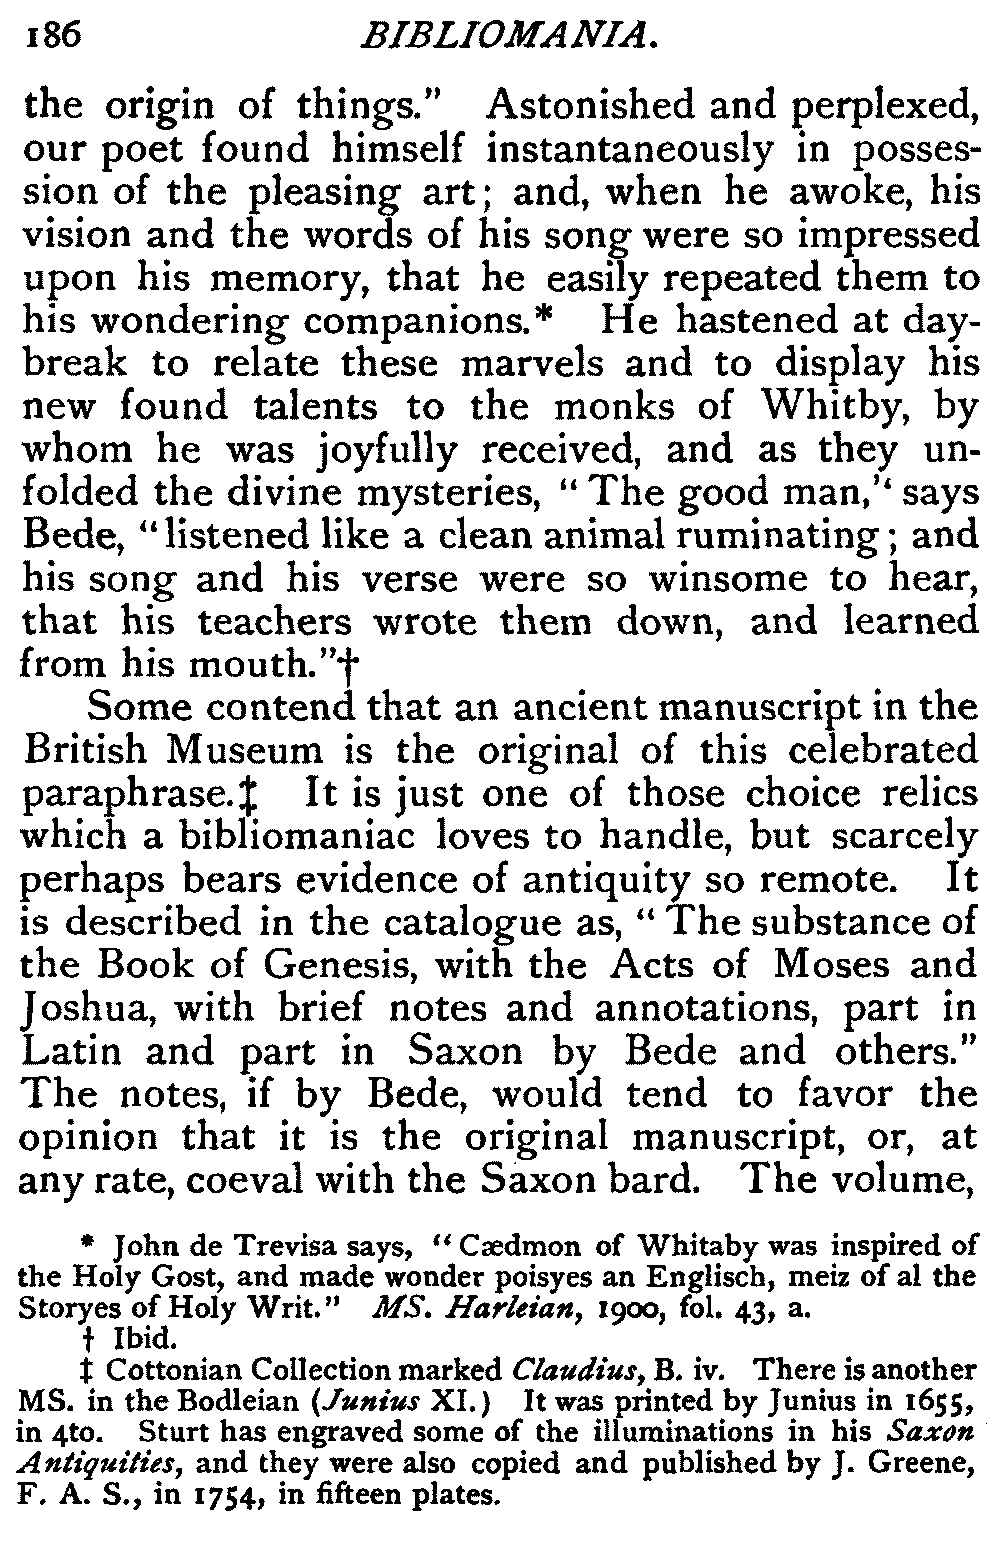 186 BIBLIOMANIA.
the origin of things." Astonished and perplexed,
our poet found himself instantaneously in posses-
sion of the pleasing art; and, when he awoke, his
vision and the words of his song were so impressed
upon his memory, that he easily repeated them to
his wondering companions.* He hastened at day-
break to relate these marvels and to display his
new found talents to the monks of Whitby, by
whom he was joyfully received, and as they un-
folded the divine mysteries, "The good man,'‘ says
Bede, "listened like a clean animal ruminating; and
his song and his verse were so winsome to hear,
that his teachers wrote them down, and learned
from his mouth."†
Some contend that an ancient manuscript in the
British Museum is the original of this celebrated
paraphrase.‡ It is just one of those choice relics
which a bibliomaniac loves to handle, but scarcely
perhaps bears evidence of antiquity so remote. It
is described in the catalogue as, "The substance of
the Book of Genesis, with the Acts of Moses and
Joshua, with brief notes and annotations, part in
Latin and part in Saxon by Bede and others."
The notes, if by Bede, would tend to favor the
opinion that it is the original manuscript, or, at
any rate, coeval with the Saxon bard. The volume,
* John de Trevisa says, "Cædmon of Whitaby was inspired of
the Holy Gost, and made wonder poisyes an Englisch, meiz of al the
Storyes of Holy Writ." MS. Harleian, 1900, fol. 43, a.
† Ibid.
‡ Cottonian Collection marked Claudius, B. iv. There is another
MS. in the Bodleian (Junius XI.) It was printed by Junius in 1655,
in 4to. Sturt has engraved some of the illuminations in his Saxon
Antiquities, and they were also copied and published by J. Greene,
F. A. S., in 1754, in fifteen plates.